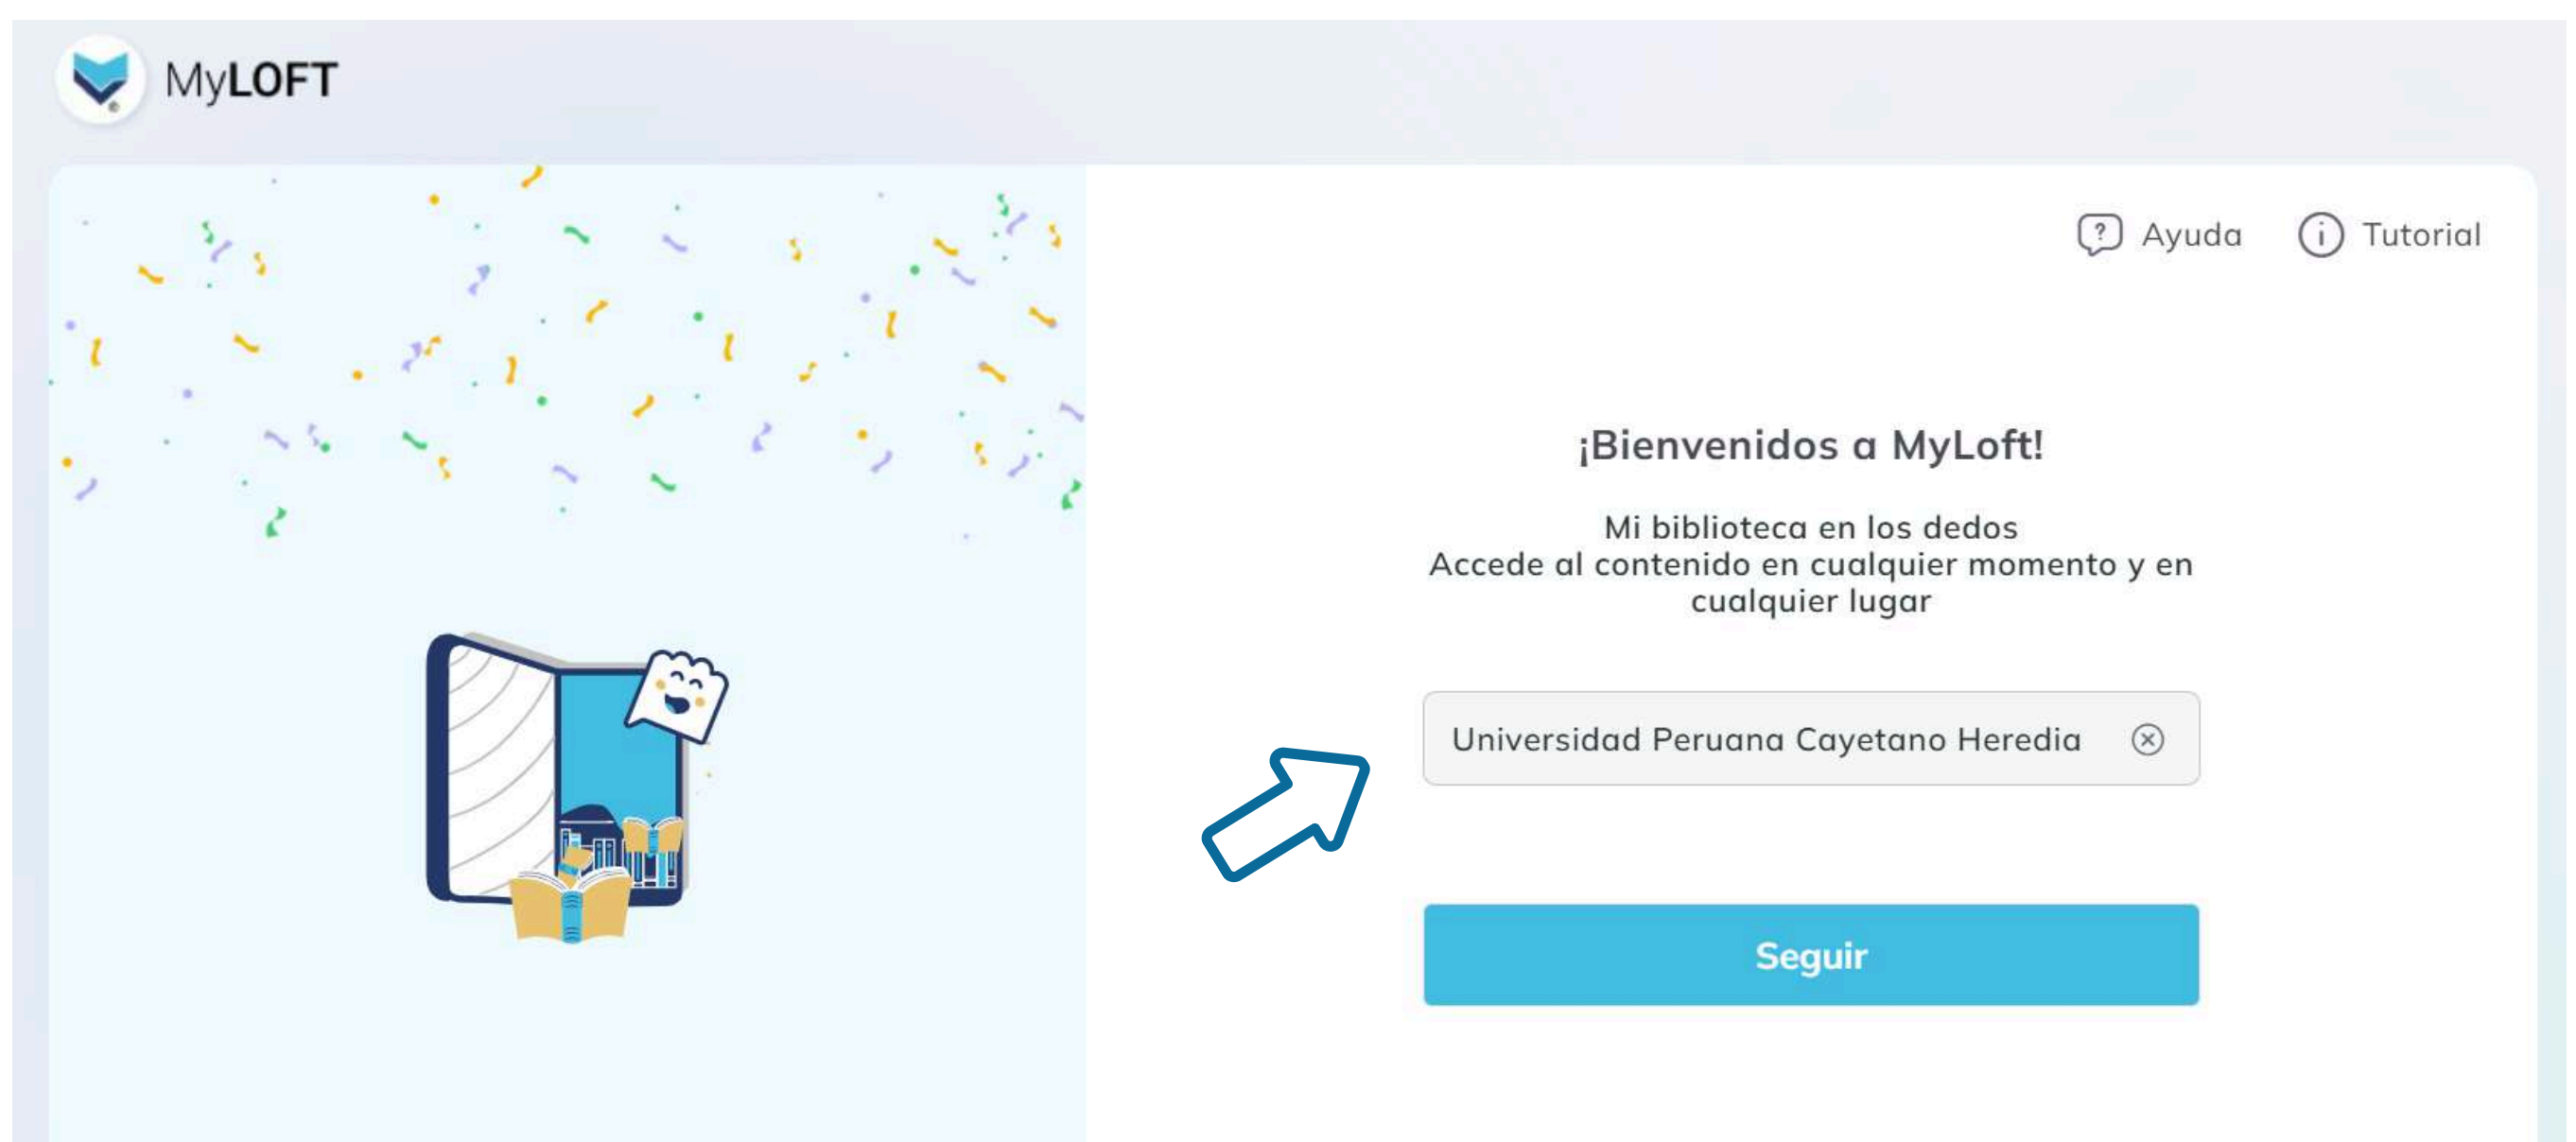 MyLOFT
Ayuda
Tutorial
¡Bienvenidos a MyLoft!
Mi biblioteca en los dedos
Accede al contenido en cualquier momento y en
cualquier lugar
Universidad Peruana Cayetano Heredia
Seguir